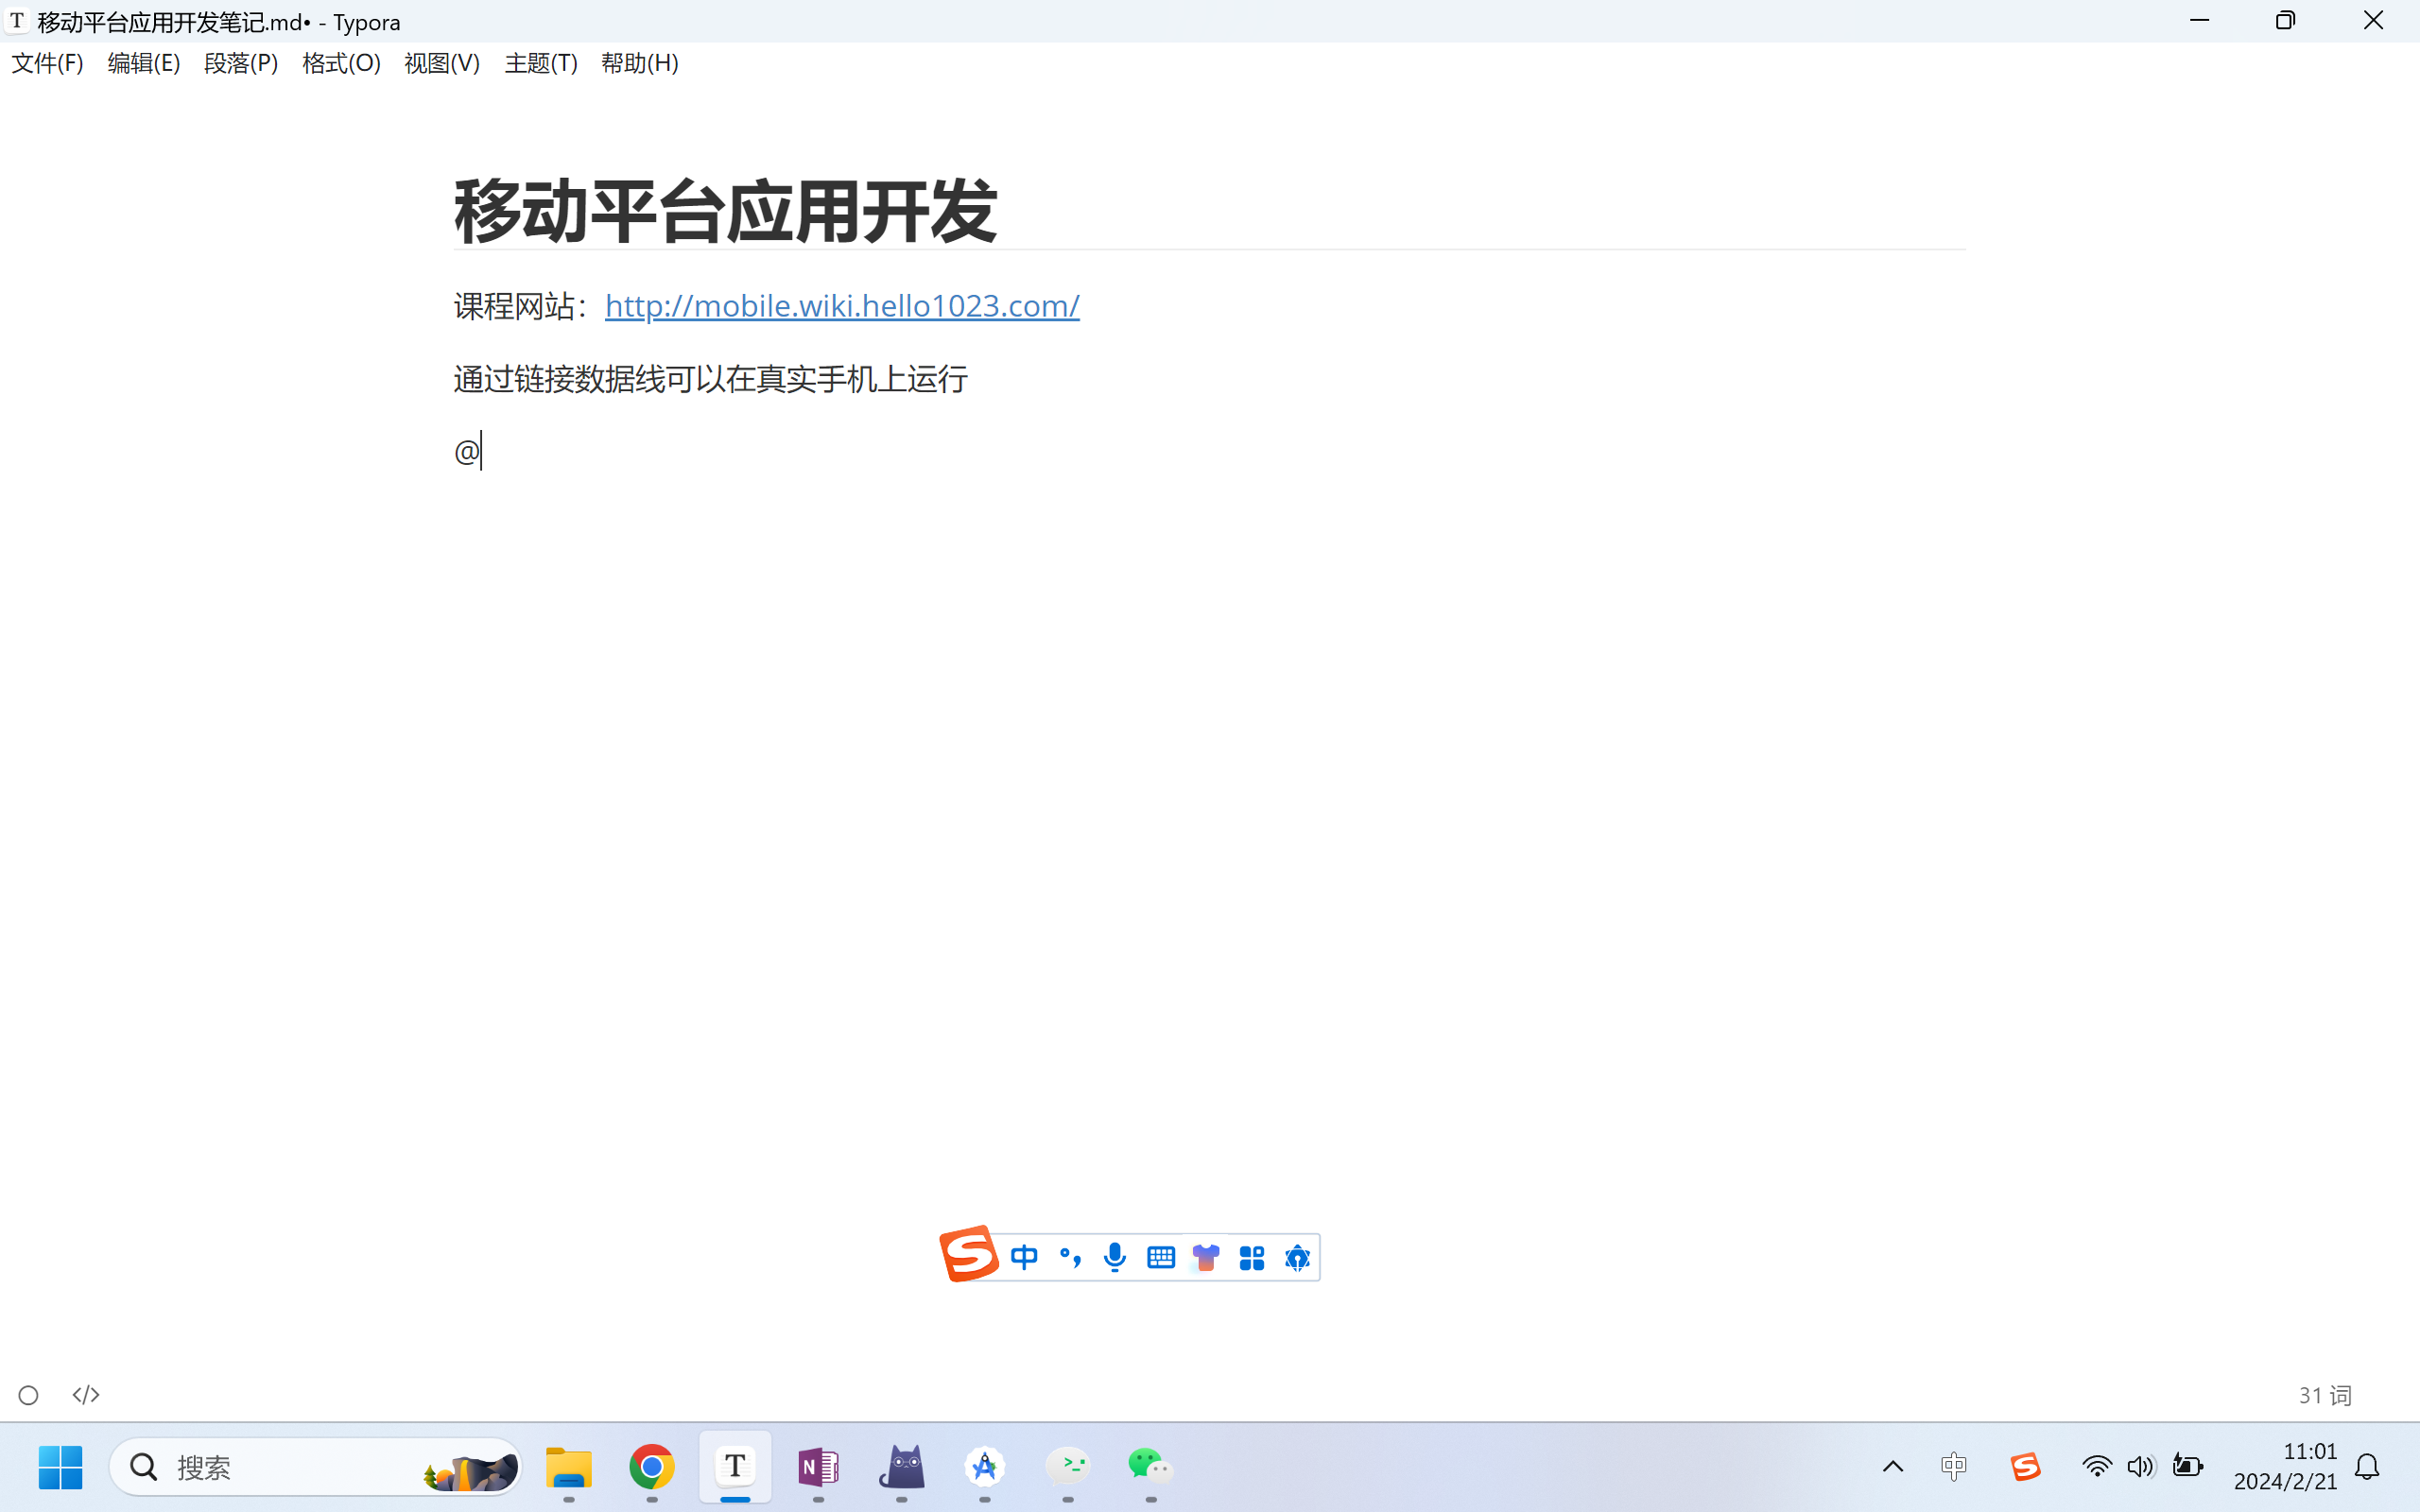 移动平台应用开发笔记.md• - Typora
文件(F) 编辑(E) 段落(P) 格式(O) 视图(V) 主题(T) 帮助(H)
移动平台应用开发
课程网站：http://mobile.wiki.hello1023.com/
通过链接数据线可以在真实手机上运行
@
中
</>
31 词
搜索
中
11:01
2024/2/21